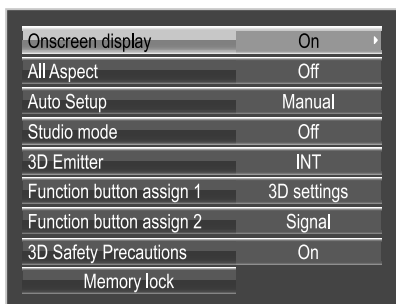 Onscreen display On
All Aspect Off
Auto Setup Manual
Studio mode Off
3D Emitter INT
Function button assign 1 3D settings
Function button assign 2 Signal
3D Safety Precautions On
Memory lock